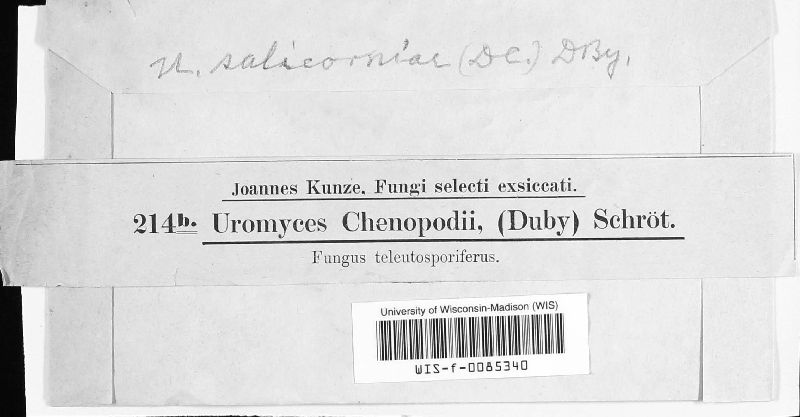 U. salicorniae (DC.) DBy.
Joannes Kunze. Fungi selecti exsiccati.
214b. Uromyces Chenopodii, (Duby) Schröt.
Fungus teleutosporiferus.
University of Wisconsin-Madison (WIS)
WIS-f-0085340